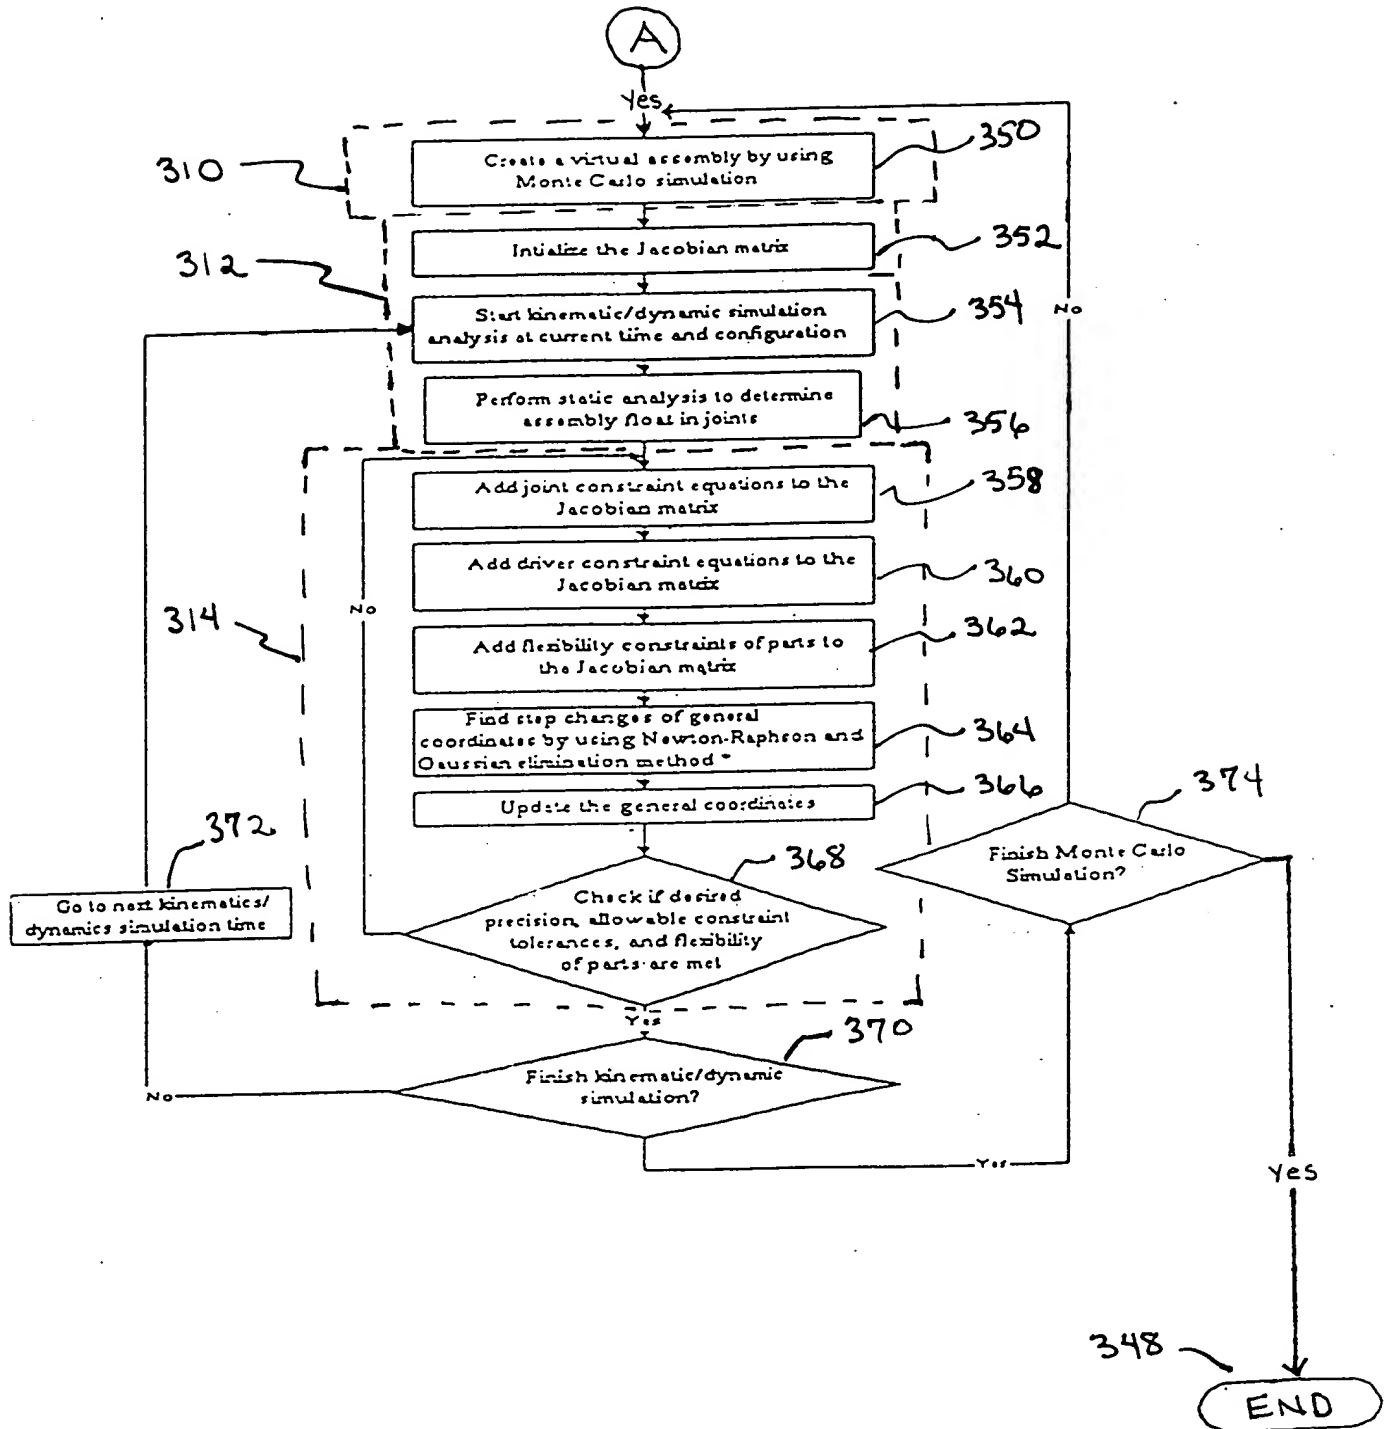 A
Yes
Create a virtual assembly by using
Monte Carlo simulation
350
310
Intialize the Jacobian matrix
352
312
Start kinematic/dynamic simulation
analysis at current time and configuration
354
No
Perform static analysis to determine
assembly float in joints
356
Add joint constraint equations to the
Jacobian matrix
358
Add driver constraint equations to the
Jacobian matrix
360
No
314
Add flexibility constraints of parts to
the Jacobian matrix
362
Find step changes of general
coordinates by using Newton-Raphson and
Gaussian elimination method *
364
Update the general coordinates
366
374
372
368
Finish Monte Carlo
Simulation?
Check if desired
precision, allowable constraint
tolerances, and flexibility
of parts are met
Go to next kinematics/
dynamics simulation time
Yes
370
Finish kinematic/dynamic
simulation?
No
Yes
Yes
348
END